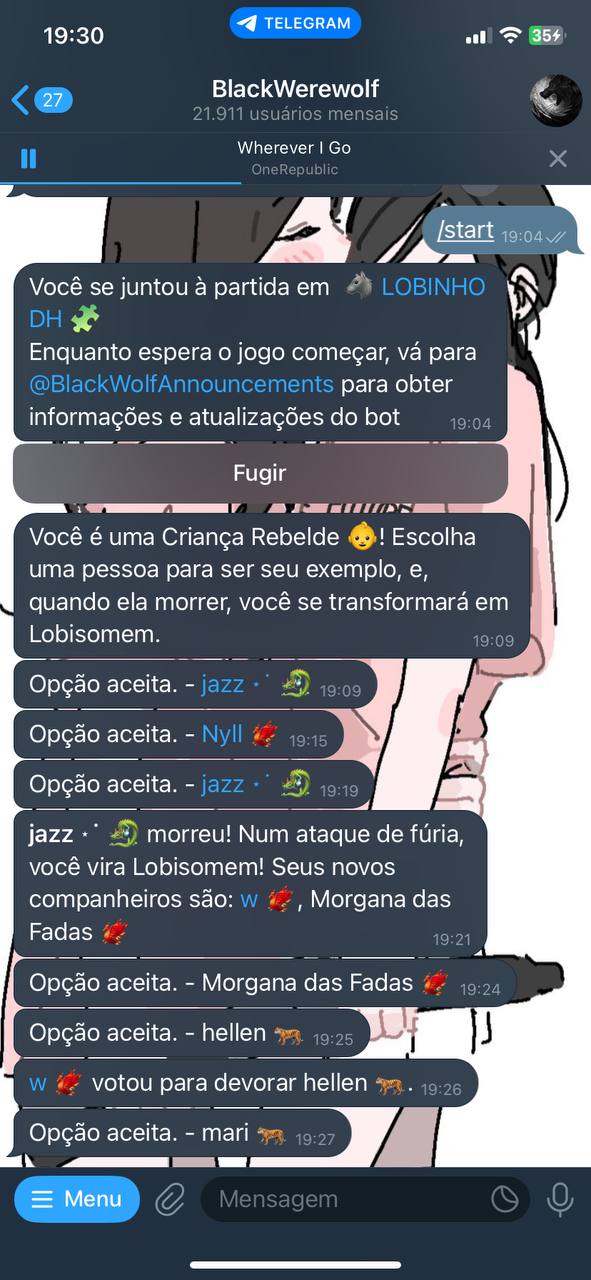 19:30
TELEGRAM
35
27
BlackWerewolf
21.911 usuários mensais
Wherever I Go
OneRepublic
/start 19:04
Você se juntou à partida em 🐺 LOBINHO
DH 🧩
Enquanto espera o jogo começar, vá para
@BlackWolfAnnouncements para obter
informações e atualizações do bot 19:04
Fugir
Você é uma Criança Rebelde 👶! Escolha
uma pessoa para ser seu exemplo, e,
quando ela morrer, você se transformará em
Lobisomem. 19:09
Opção aceita. - jazz ⋆˙ 🐉 19:09
Opção aceita. - Nyll 🐦‍🔥 19:15
Opção aceita. - jazz ⋆˙ 🐉 19:19
jazz ⋆˙ 🐉 morreu! Num ataque de fúria,
você vira Lobisomem! Seus novos
companheiros são: w 🐦‍🔥, Morgana das
Fadas 🐦‍🔥 19:21
Opção aceita. - Morgana das Fadas 🐦‍🔥 19:24
Opção aceita. - hellen 🐅 19:25
w 🐦‍🔥 votou para devorar hellen 🐅. 19:26
Opção aceita. - mari 🐅 19:27
Menu
Mensagem